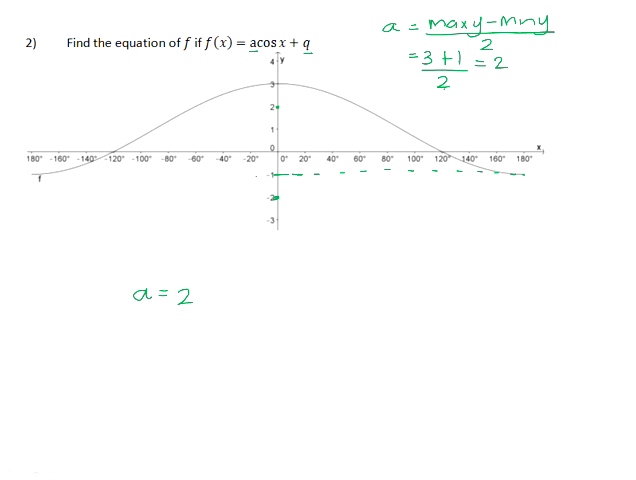 a = max y - mn y
2
= 3 + 1 = 2
2
2) Find the equation of f if f(x) = acos x + q
4 y
3
2
1
0 x
180° -160° -140° -120° -100° -80° -60° -40° -20° 0° 20° 40° 60° 80° 100° 120° 140° 160° 180°
f -1
-2
-3
a = 2